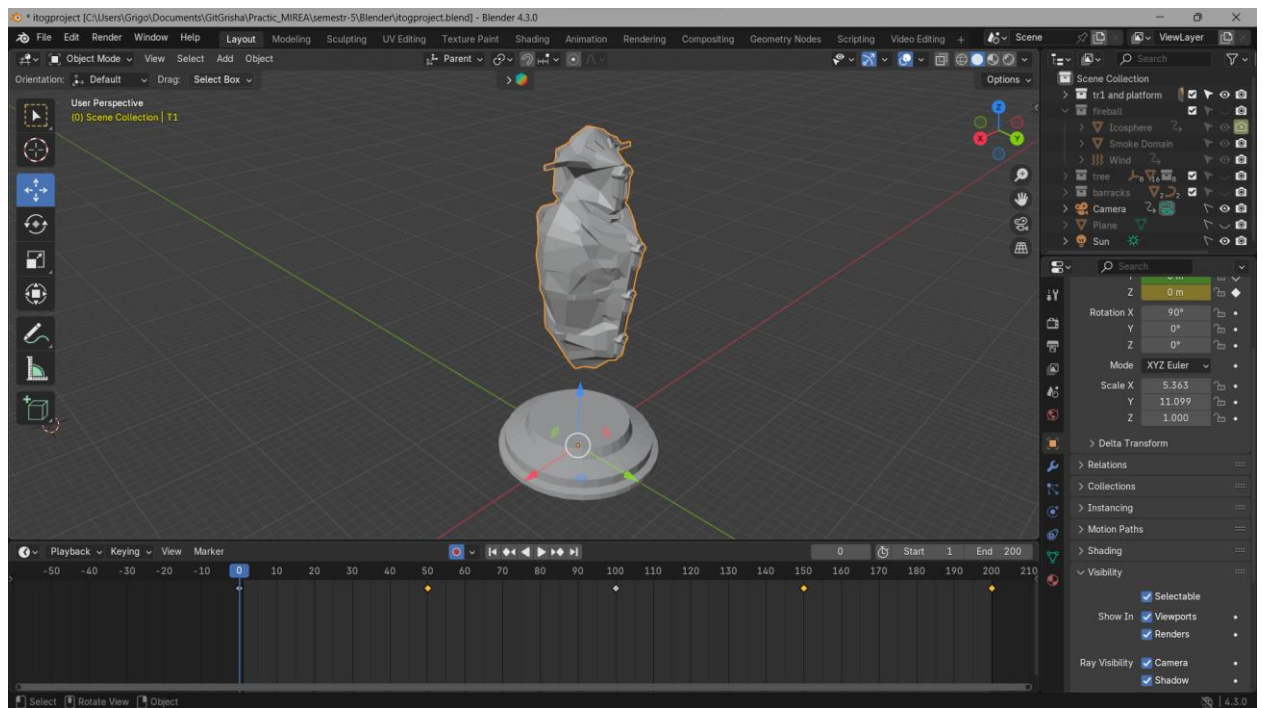 * itogproject [C:\Users\Grigo\Documents\GitGrisha\Practic_MIREA\semestr-5\Blender\itogproject.blend] - Blender 4.3.0
File Edit Render Window Help Layout Modeling Sculpting UV Editing Texture Paint Shading Animation Rendering Compositing Geometry Nodes Scripting Video Editing + Scene ViewLayer
Object Mode View Select Add Object Parent Search
Orientation: Default Drag: Select Box Options
Scene Collection
User Perspective
(0) Scene Collection | T1
tr1 and platform
fireball
Icosphere
Smoke Domain
Wind
tree 8 16 8
barracks 2 2
Camera
Plane
Sun
Z
X
Y
Search
Z 0 m
Rotation X 90°
Y 0°
Z 0°
Mode XYZ Euler
Scale X 5.363
Y 11.099
Z 1.000
Delta Transform
Relations
Collections
Instancing
Motion Paths
Shading
Visibility
Selectable
Show In Viewports
Renders
Ray Visibility Camera
Shadow
Playback Keying View Marker 0 Start 1 End 200
-50 -40 -30 -20 -10 0 10 20 30 40 50 60 70 80 90 100 110 120 130 140 150 160 170 180 190 200 210
Select Rotate View Object 4.3.0